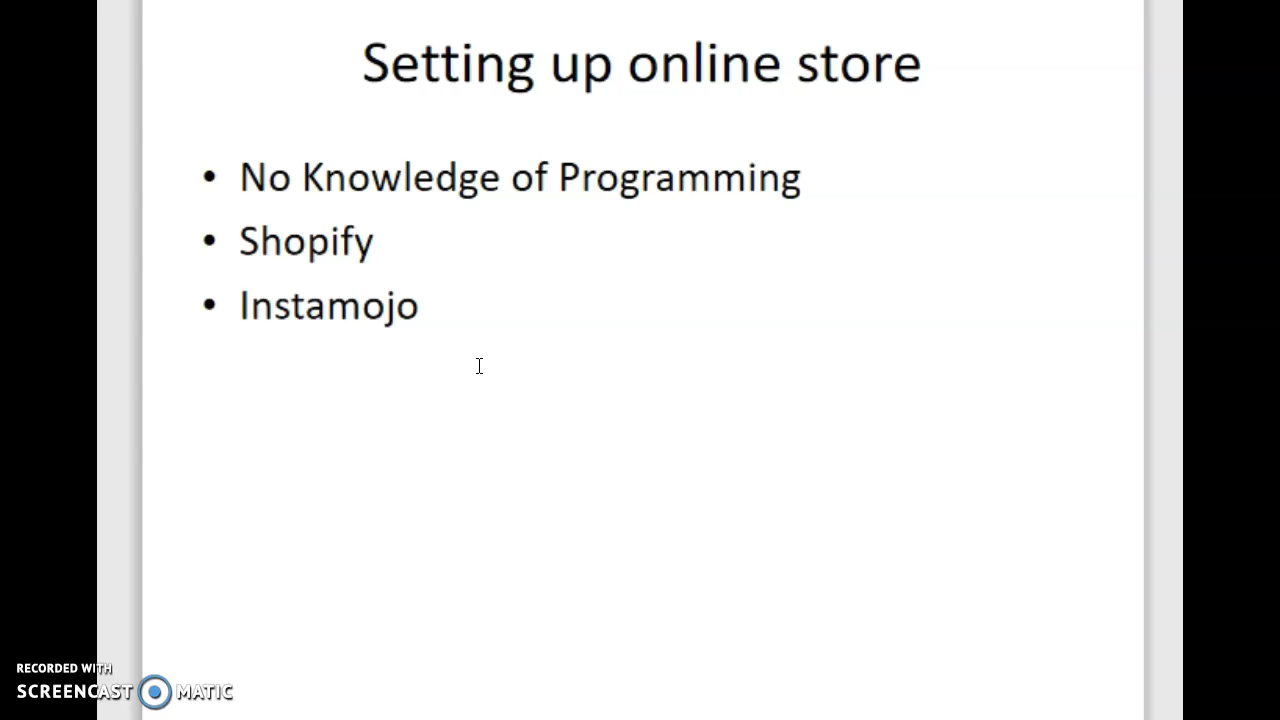 Setting up online store
• No Knowledge of Programming
• Shopify
• Instamojo
RECORDED WITH
SCREENCAST MATIC